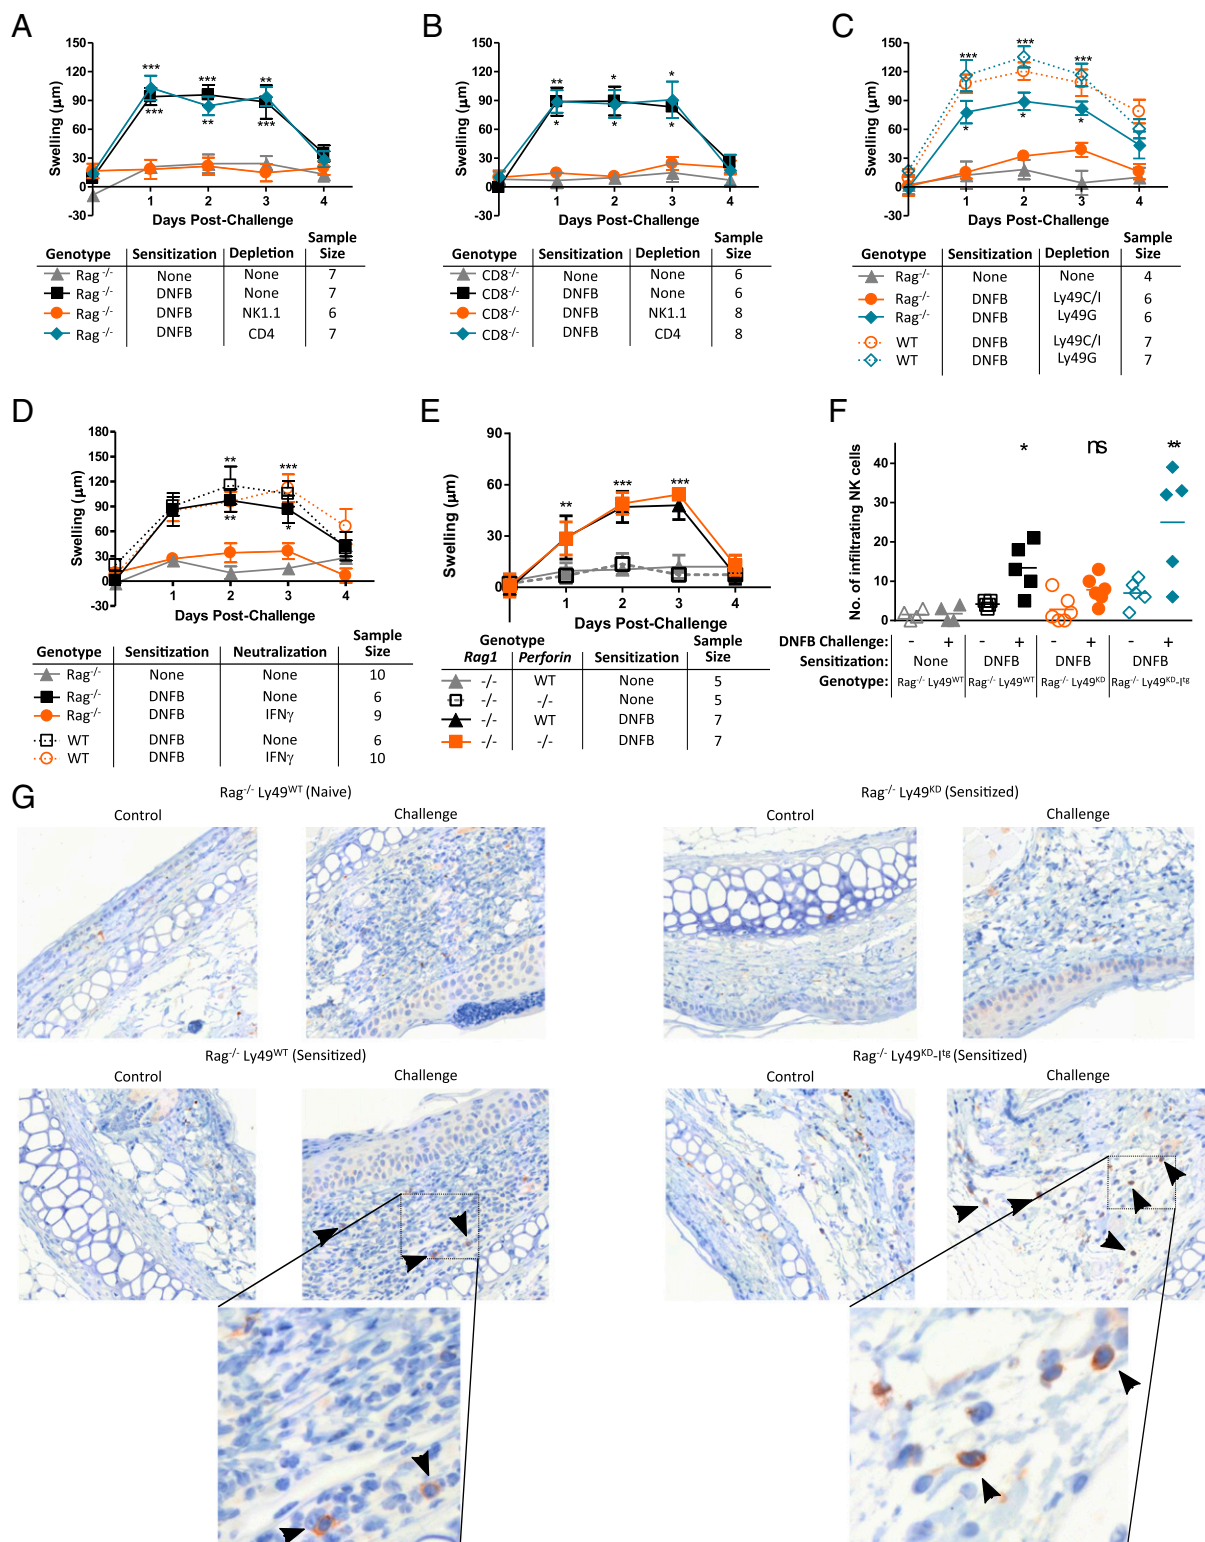 A
150
120
90
60
30
0
-30
Swelling (μm)
***
***
**
***
**
***
1
2
3
4
Days Post-Challenge
Genotype Sensitization Depletion Sample Size
Rag -/- None None 7
Rag -/- DNFB None 7
Rag -/- DNFB NK1.1 6
Rag -/- DNFB CD4 7
B
150
120
90
60
30
0
-30
Swelling (μm)
**
*
*
*
*
*
1
2
3
4
Days Post-Challenge
Genotype Sensitization Depletion Sample Size
CD8-/- None None 6
CD8-/- DNFB None 6
CD8-/- DNFB NK1.1 8
CD8-/- DNFB CD4 8
C
150
120
90
60
30
0
-30
Swelling (μm)
***
***
***
*
*
*
1
2
3
4
Days Post-Challenge
Genotype Sensitization Depletion Sample Size
Rag-/- None None 4
Rag-/- DNFB Ly49C/I 6
Rag-/- DNFB Ly49G 6
WT DNFB Ly49C/I 7
WT DNFB Ly49G 7
D
180
150
120
90
60
30
0
-30
Swelling (μm)
**
***
**
*
1
2
3
4
Days Post-Challenge
Genotype Sensitization Neutralization Sample Size
Rag-/- None None 10
Rag-/- DNFB None 6
Rag-/- DNFB IFNγ 9
WT DNFB None 6
WT DNFB IFNγ 10
E
90
60
30
0
Swelling (μm)
**
***
***
1
2
3
4
Days Post-Challenge
Genotype
Rag1 Perforin Sensitization Sample Size
-/- WT None 5
-/- -/- None 5
-/- WT DNFB 7
-/- -/- DNFB 7
F
40
30
20
10
0
No. of infiltrating NK cells
*
ns
**
DNFB Challenge: - + - + - + - +
Sensitization: None DNFB DNFB DNFB
Genotype: Rag-/- Ly49WT Rag-/- Ly49WT Rag-/- Ly49KD Rag-/- Ly49KD-Itg
G
Rag-/- Ly49WT (Naive)
Control Challenge
Rag-/- Ly49KD (Sensitized)
Control Challenge
Rag-/- Ly49WT (Sensitized)
Control Challenge
Rag-/- Ly49KD-Itg (Sensitized)
Control Challenge